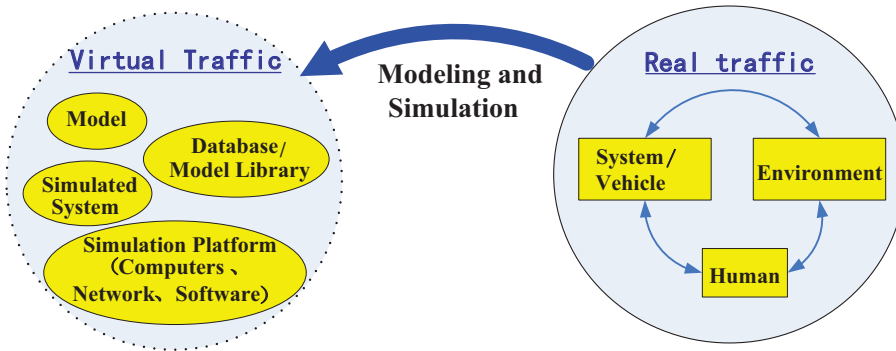 Virtual Traffic
Model
Database/
Model Library
Simulated
System
Simulation Platform
(Computers 、
Network、Software)
Modeling and
Simulation
Real traffic
System/
Vehicle
Environment
Human